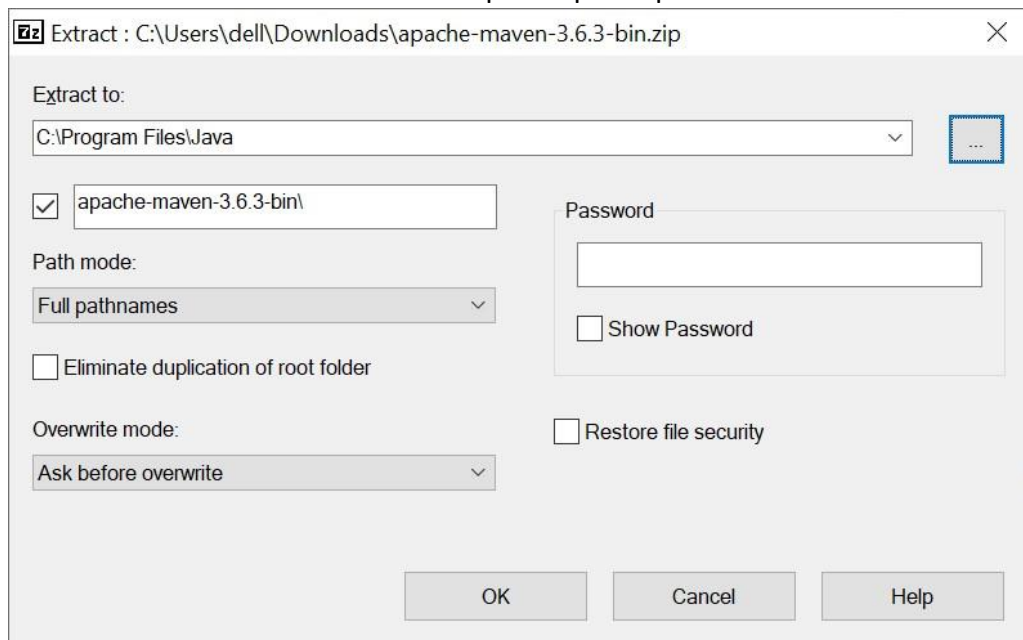 7z Extract : C:\Users\dell\Downloads\apache-maven-3.6.3-bin.zip
Extract to:
C:\Program Files\Java
...
apache-maven-3.6.3-bin\
Password
Path mode:
Full pathnames
Show Password
Eliminate duplication of root folder
Overwrite mode:
Restore file security
Ask before overwrite
OK Cancel Help